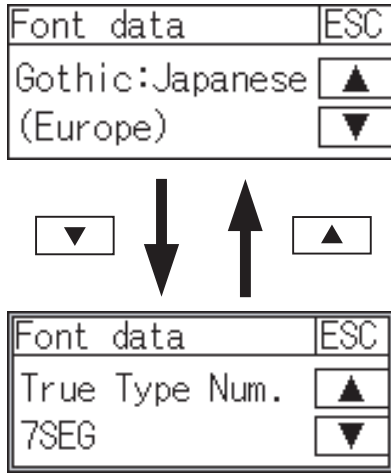 Font data ESC
Gothic:Japanese ▲
(Europe) ▼
▼ ▲
Font data ESC
True Type Num. ▲
7SEG ▼